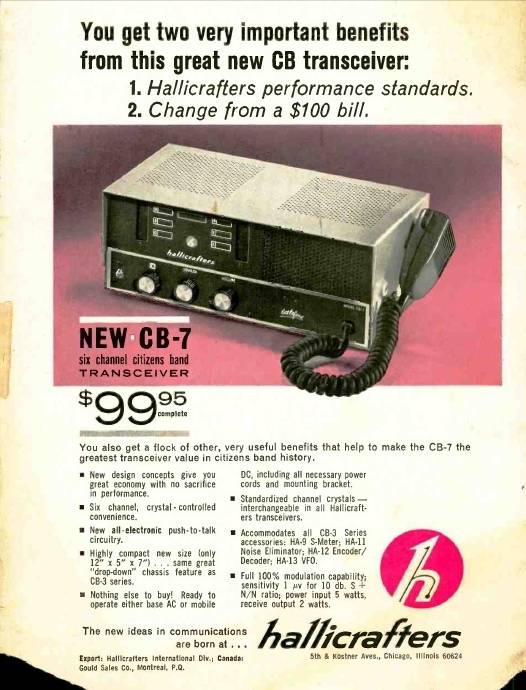 You get two very important benefits
from this great new CB transceiver:
1. Hallicrafters performance standards.
2. Change from a $100 bill.
hallicrafters
NEW CB-7
six channel citizens band
TRANSCEIVER
$99.95
complete
You also get a flock of other, very useful benefits that help to make the CB-7 the
greatest transceiver value in citizens band history.
■ New design concepts give you
great economy with no sacrifice
in performance.
■ Six channel, crystal-controlled
convenience.
■ New all-electronic push-to-talk
circuitry.
■ Highly compact new size (only
12" x 5" x 7") . . . same great
"drop-down" chassis feature as
CB-3 series.
■ Nothing else to buy! Ready to
operate either base AC or mobile
DC, including all necessary power
cords and mounting bracket.
■ Standardized channel crystals —
interchangeable in all Hallicraft-
ers transceivers.
■ Accommodates all CB-3 Series
accessories: HA-9 S-Meter; HA-11
Noise Eliminator; HA-12 Encoder/
Decoder; HA-13 VFO.
■ Full 100% modulation capability;
sensitivity 1 μv for 10 db. S +
N/N ratio; power input 5 watts,
receive output 2 watts.
h
The new ideas in communications
are born at . . .
hallicrafters
5th & Kostner Aves., Chicago, Illinois 60624
Export: Hallicrafters International Div.; Canada:
Gould Sales Co., Montreal, P.Q.